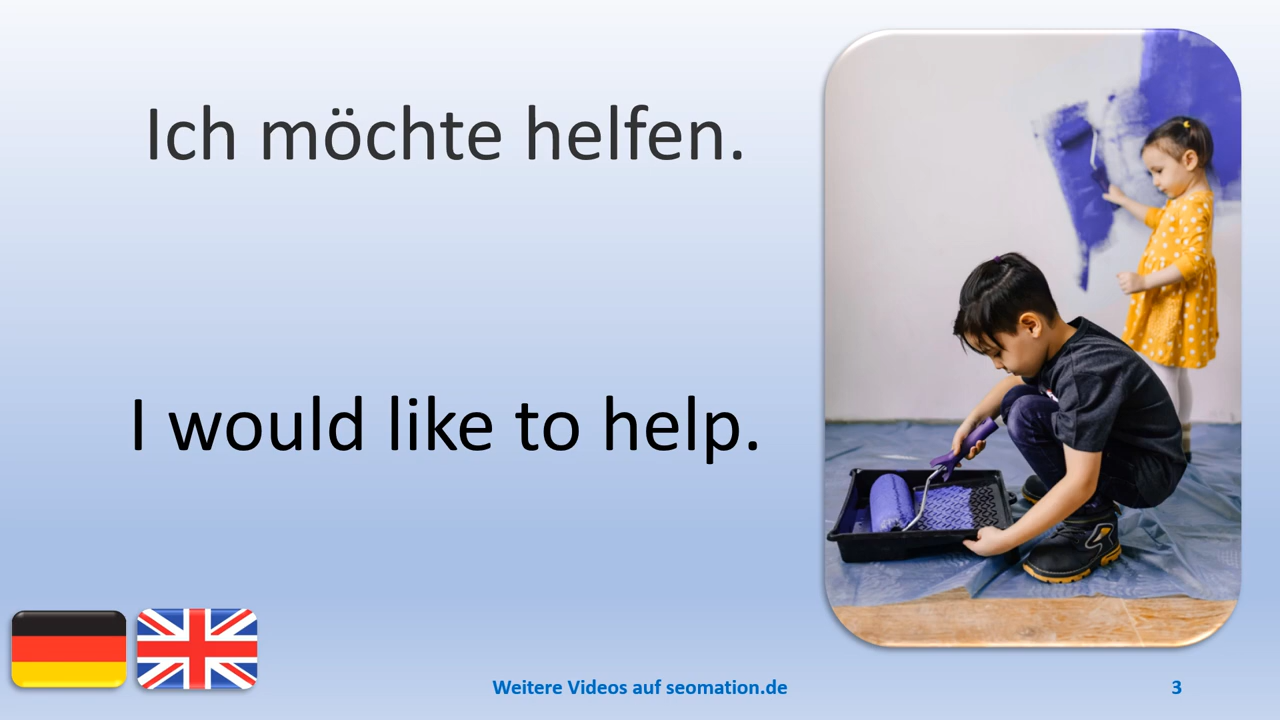 Ich möchte helfen.
I would like to help.
Weitere Videos auf seomation.de
3